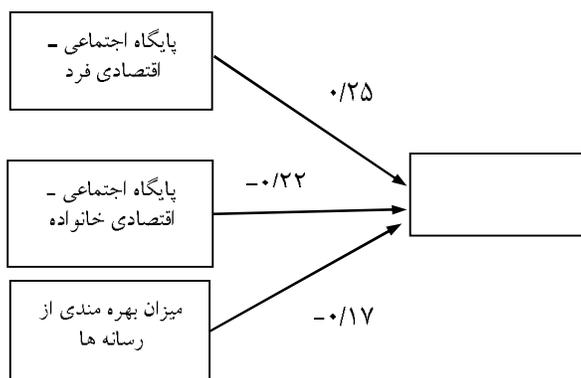 پایگاه اجتماعی –
اقتصادی فرد
۰/۲۵
پایگاه اجتماعی –
اقتصادی خانواده
–۰/۲۲
میزان بهره مندی از
رسانه ها
–۰/۱۷